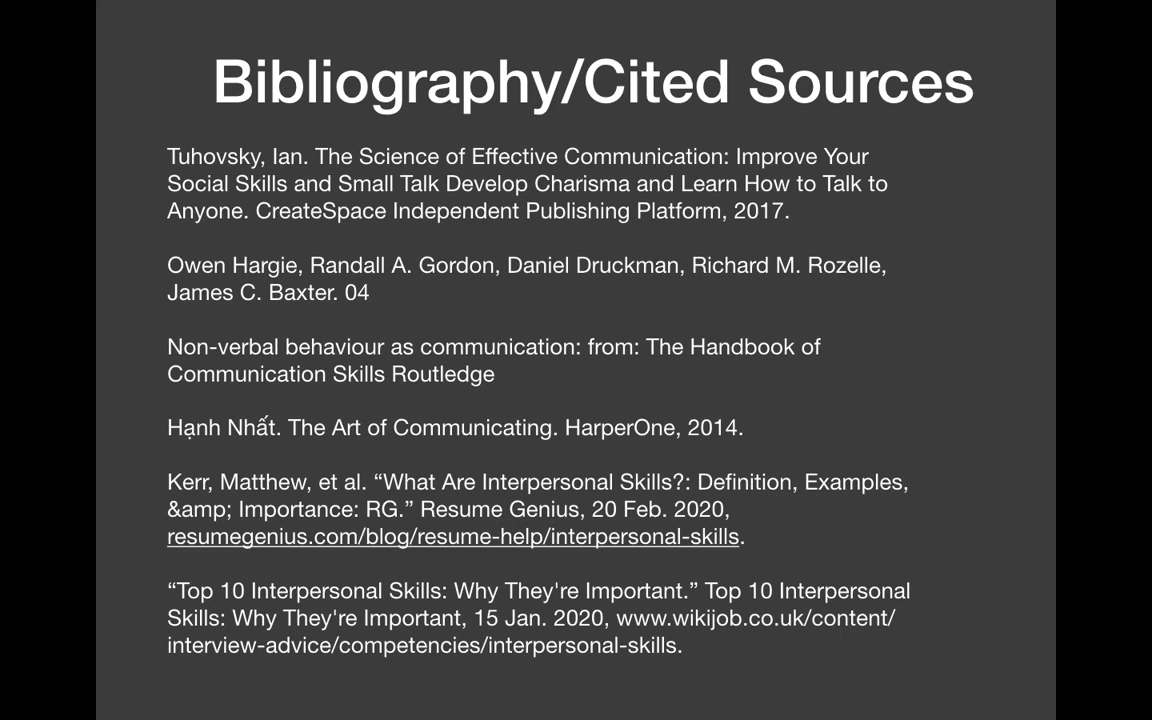 Bibliography/Cited Sources
Tuhovsky, Ian. The Science of Effective Communication: Improve Your
Social Skills and Small Talk Develop Charisma and Learn How to Talk to
Anyone. CreateSpace Independent Publishing Platform, 2017.
Owen Hargie, Randall A. Gordon, Daniel Druckman, Richard M. Rozelle,
James C. Baxter. 04
Non-verbal behaviour as communication: from: The Handbook of
Communication Skills Routledge
Hạnh Nhất. The Art of Communicating. HarperOne, 2014.
Kerr, Matthew, et al. “What Are Interpersonal Skills?: Definition, Examples,
&amp; Importance: RG.” Resume Genius, 20 Feb. 2020,
resumegenius.com/blog/resume-help/interpersonal-skills.
“Top 10 Interpersonal Skills: Why They're Important.” Top 10 Interpersonal
Skills: Why They're Important, 15 Jan. 2020, www.wikijob.co.uk/content/
interview-advice/competencies/interpersonal-skills.